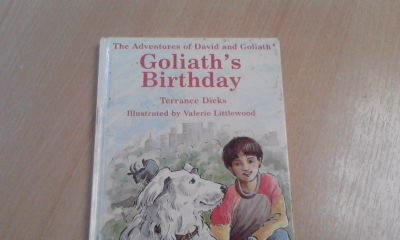 The Adventures of David and Goliath
Goliath's
Birthday
Terrance Dicks
Illustrated by Valerie Littlewood